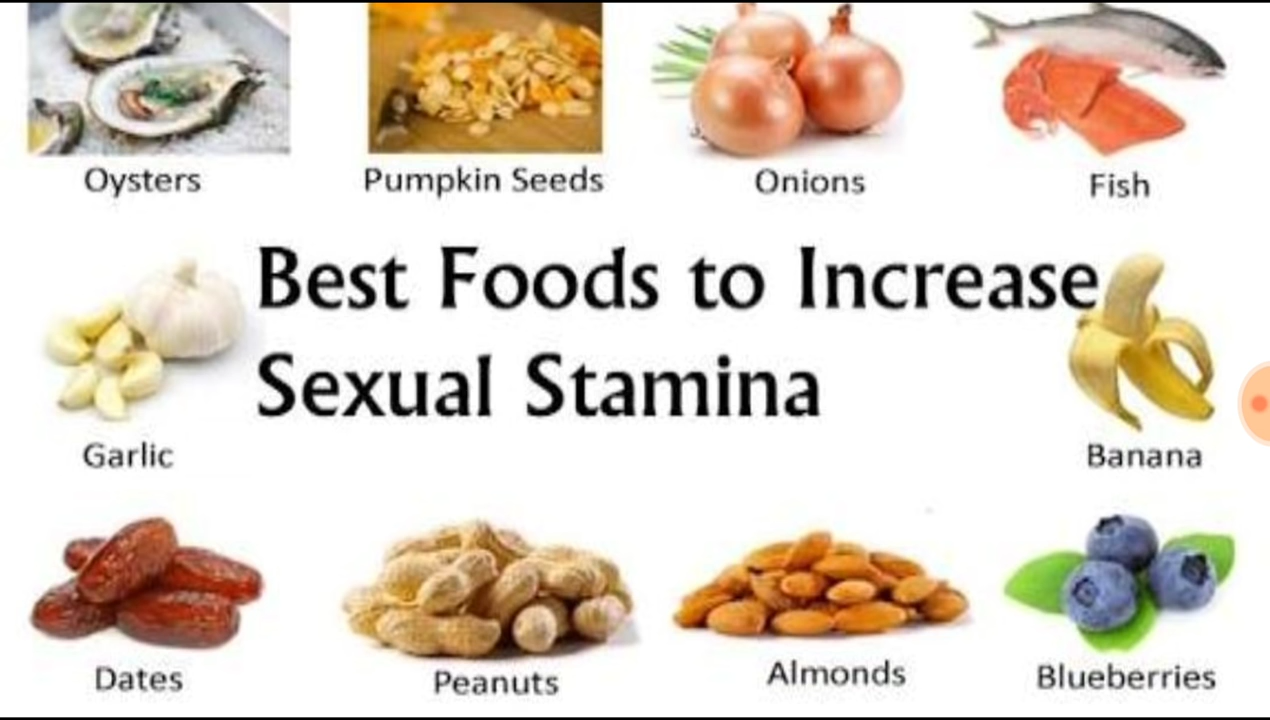 Oysters
Pumpkin Seeds
Onions
Fish
Best Foods to Increase
Sexual Stamina
Garlic
Banana
Dates
Peanuts
Almonds
Blueberries